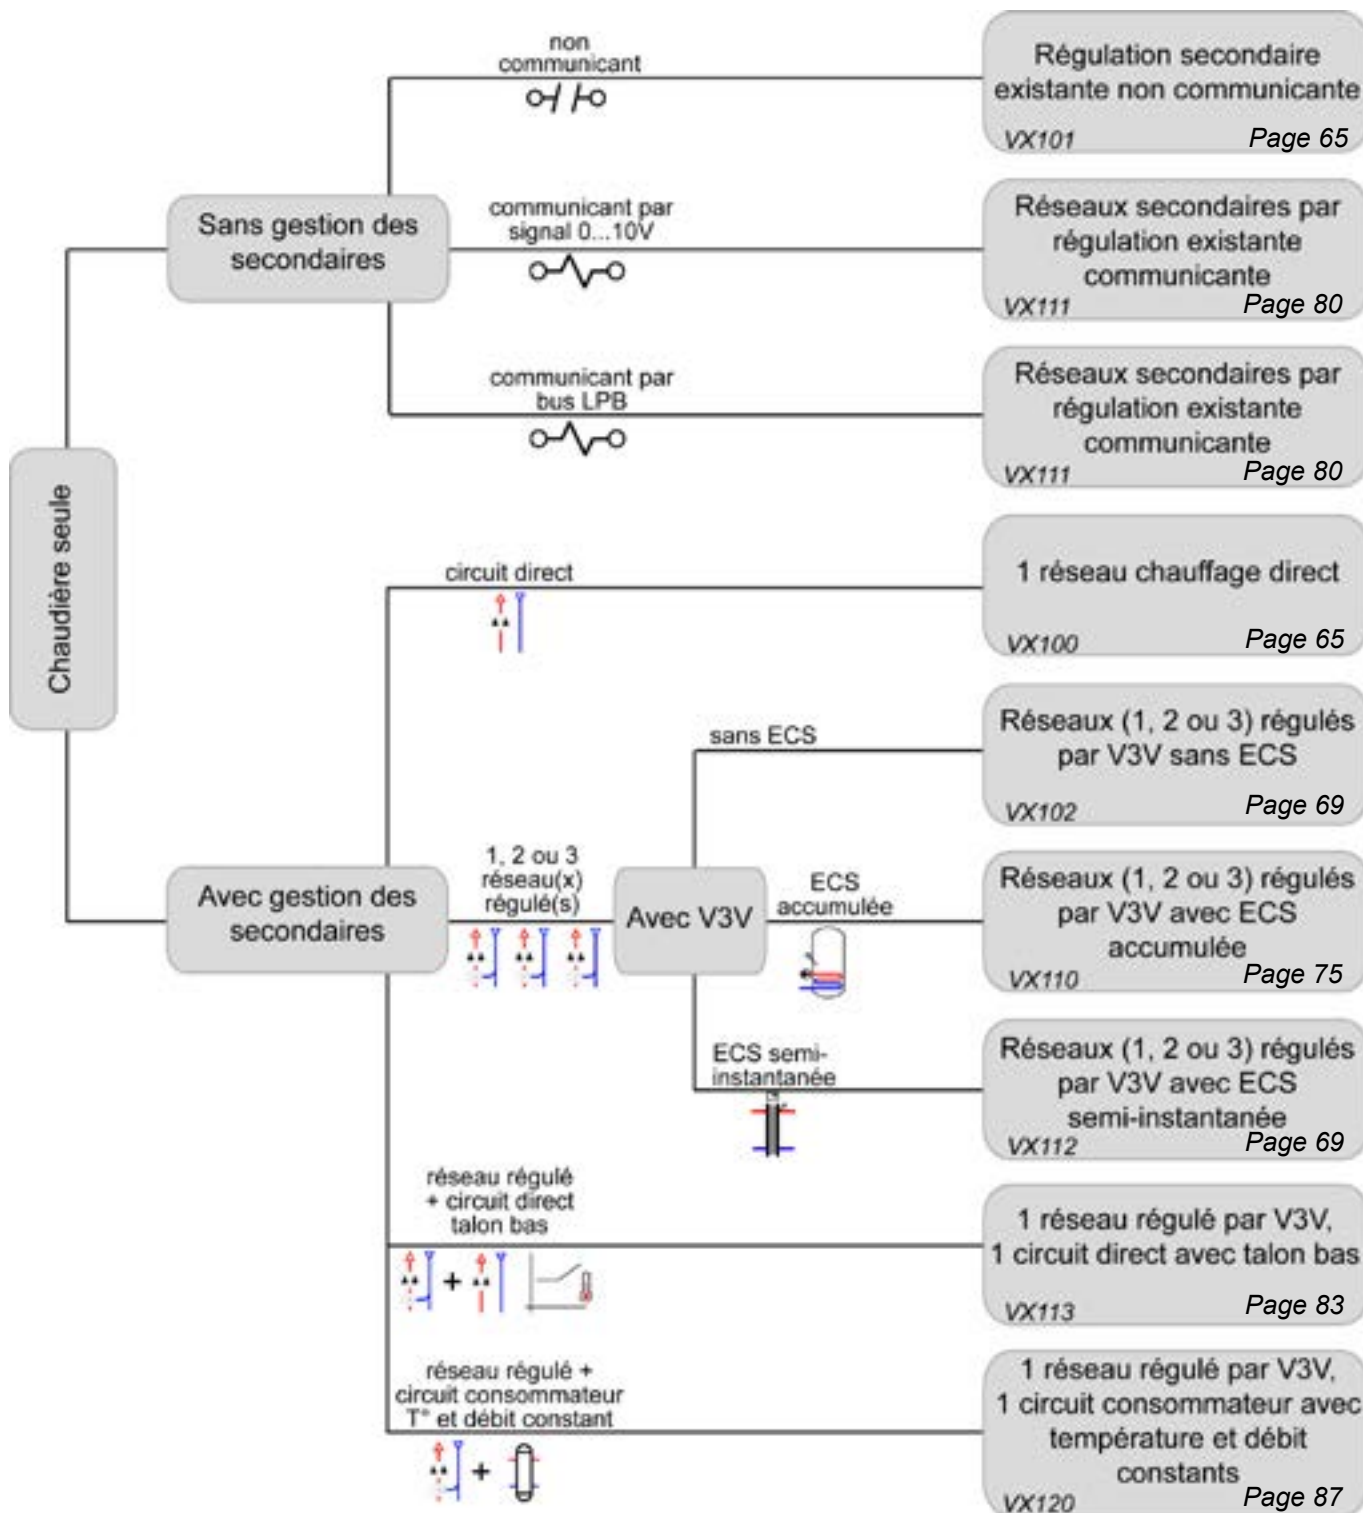 non
communicant
Régulation secondaire
existante non communicante
VX101 Page 65
Sans gestion des
secondaires
communicant par
signal 0...10V
Réseaux secondaires par
régulation existante
communicante
VX111 Page 80
communicant par
bus LPB
Réseaux secondaires par
régulation existante
communicante
VX111 Page 80
Chaudière seule
circuit direct
1 réseau chauffage direct
VX100 Page 65
sans ECS
Réseaux (1, 2 ou 3) régulés
par V3V sans ECS
VX102 Page 69
Avec gestion des
secondaires
1, 2 ou 3
réseau(x)
régulé(s)
Avec V3V
ECS
accumulée
Réseaux (1, 2 ou 3) régulés
par V3V avec ECS
accumulée
VX110 Page 75
ECS semi-
instantanée
Réseaux (1, 2 ou 3) régulés
par V3V avec ECS
semi-instantanée
VX112 Page 69
réseau régulé
+ circuit direct
talon bas
+
1 réseau régulé par V3V,
1 circuit direct avec talon bas
VX113 Page 83
réseau régulé +
circuit consommateur
T° et débit constant
+
1 réseau régulé par V3V,
1 circuit consommateur avec
température et débit
constants
VX120 Page 87